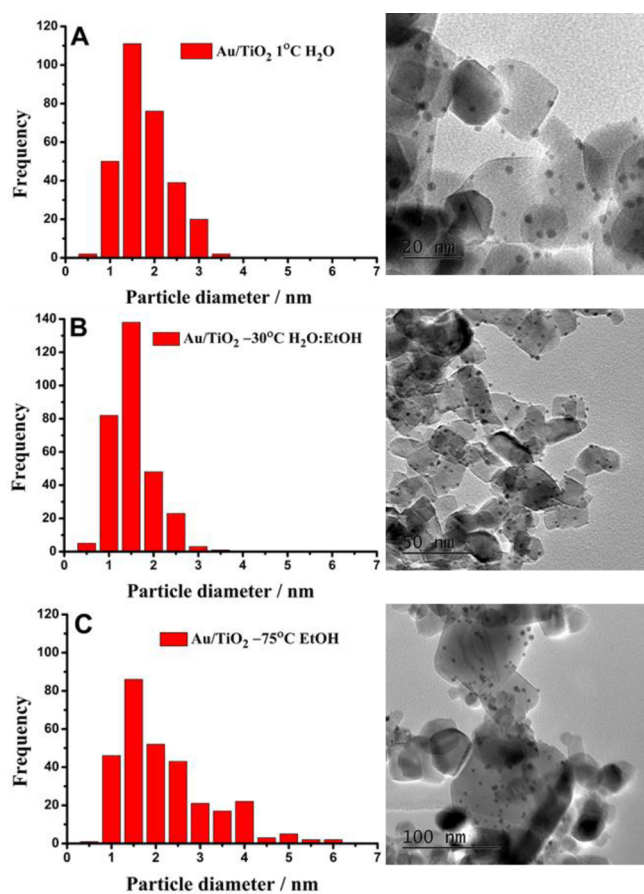 A
Au/TiO₂ 1°C H₂O
Frequency
120
100
80
60
40
20
0
0 1 2 3 4 5 6 7
Particle diameter / nm
20 nm
B
Au/TiO₂ −30°C H₂O:EtOH
Frequency
140
120
100
80
60
40
20
0
0 1 2 3 4 5 6 7
Particle diameter / nm
50 nm
C
Au/TiO₂ −75°C EtOH
Frequency
120
100
80
60
40
20
0
0 1 2 3 4 5 6 7
Particle diameter / nm
100 nm